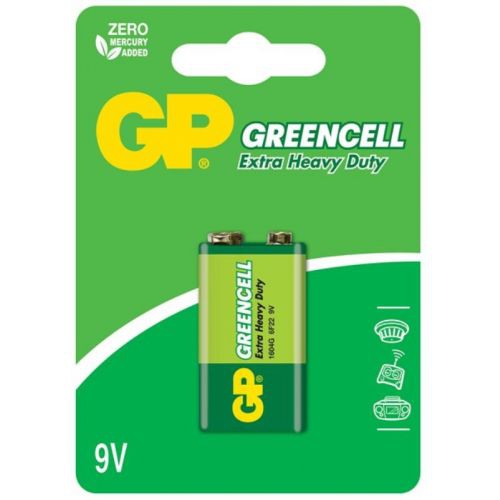 ZERO
MERCURY
ADDED
GP®
GREENCELL
Extra Heavy Duty
GP®
GREENCELL
Extra Heavy Duty
1604G 6F22 9V
9V